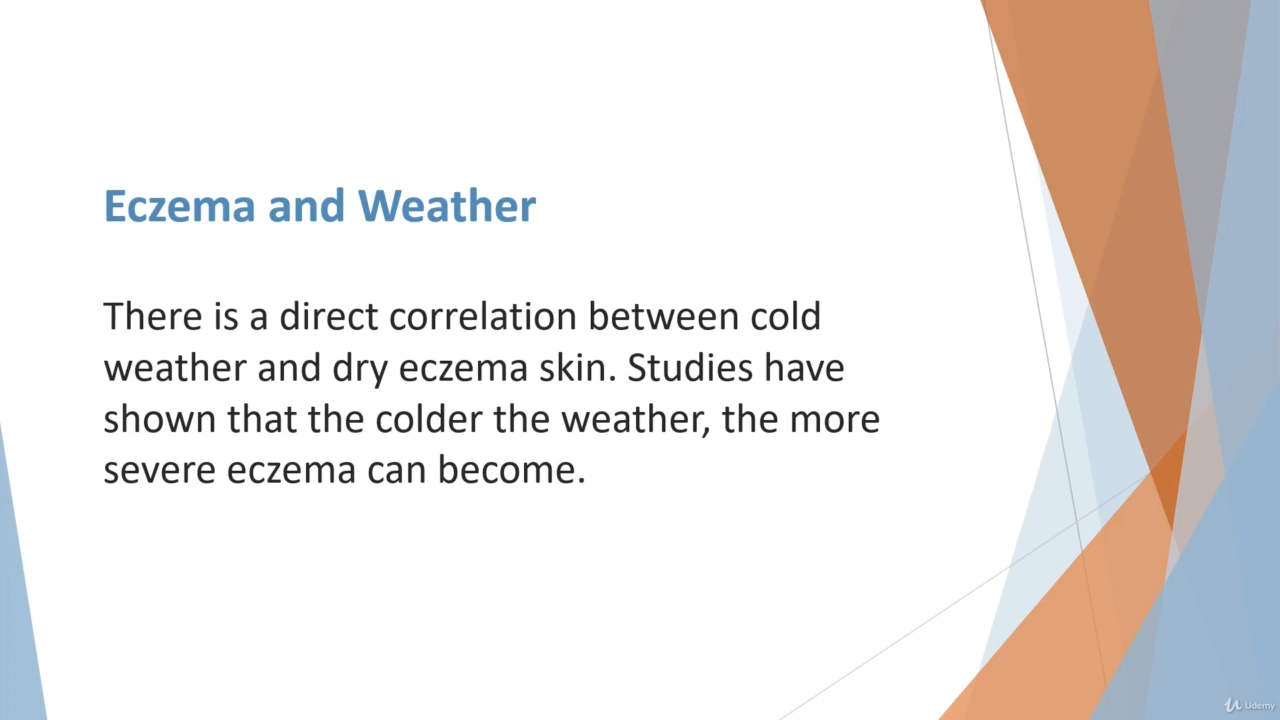 Eczema and Weather
There is a direct correlation between cold
weather and dry eczema skin. Studies have
shown that the colder the weather, the more
severe eczema can become.
Udemy